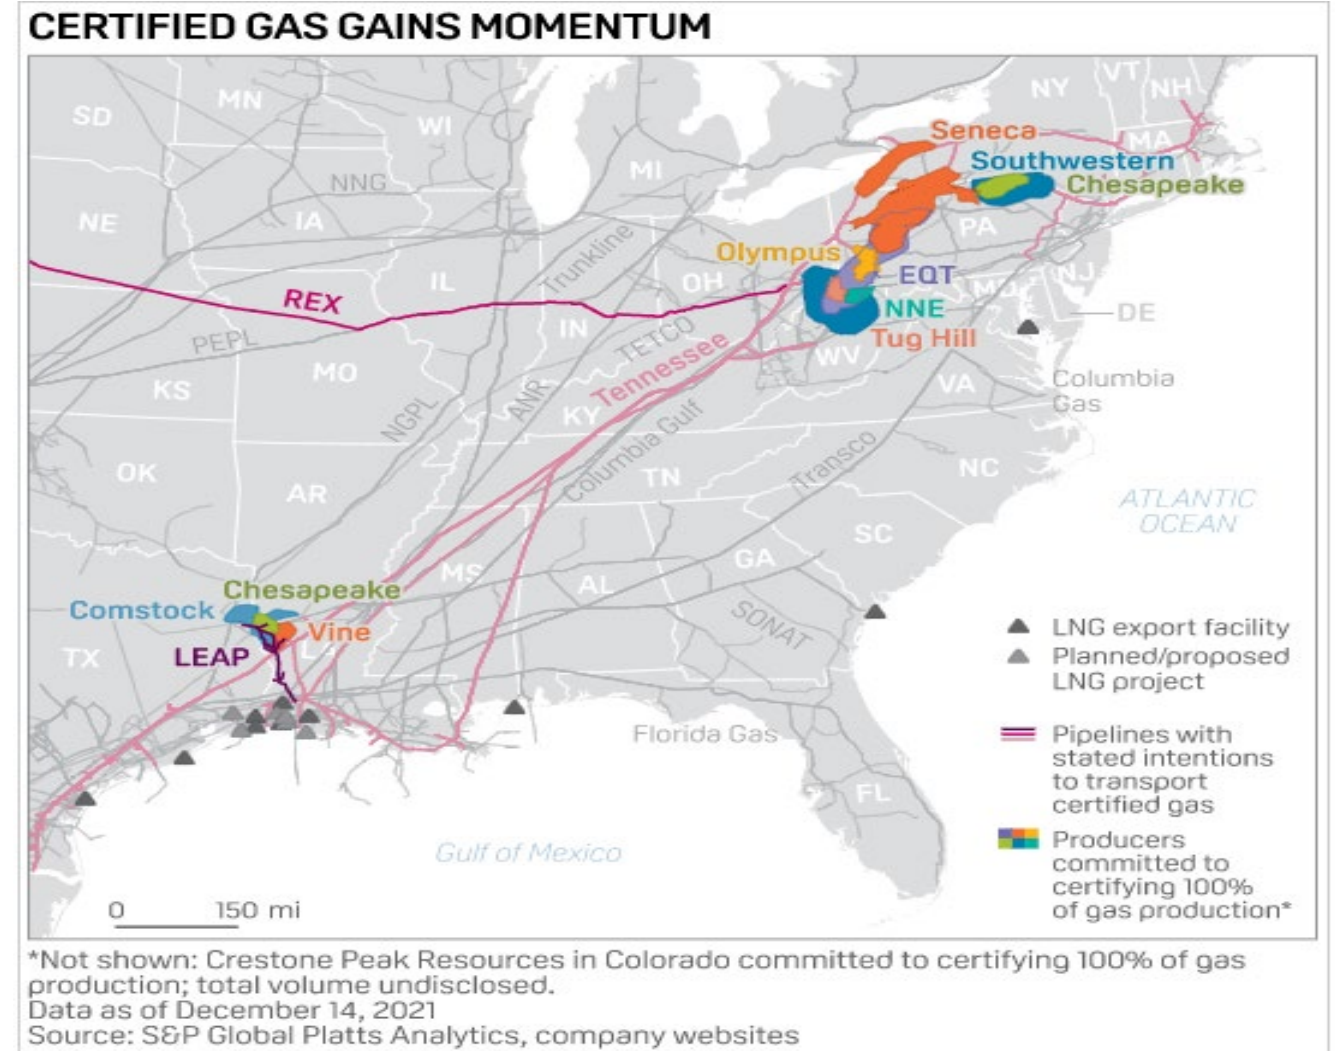 CERTIFIED GAS GAINS MOMENTUM
SD
MN
WI
MI
NY
VT
NH
MA
Seneca
Southwestern
Chesapeake
NNG
NE
IA
PA
Trunkline
Olympus
EQT
NJ
IL
OH
MD
REX
NNE
DE
IN
PEPL
TETCO
Tug Hill
WV
Tennessee
KS
MO
VA
Columbia
Gas
ANR
NGPL
KY
Columbia Gulf
Transco
OK
AR
TN
NC
ATLANTIC
OCEAN
SC
GA
MS
AL
Chesapeake
Comstock
Vine
SONAT
LEAP
LA
TX
Florida Gas
FL
Gulf of Mexico
LNG export facility
Planned/proposed
LNG project
Pipelines with
stated intentions
to transport
certified gas
Producers
committed to
certifying 100%
of gas production*
0 150 mi
*Not shown: Crestone Peak Resources in Colorado committed to certifying 100% of gas
production; total volume undisclosed.
Data as of December 14, 2021
Source: S&P Global Platts Analytics, company websites